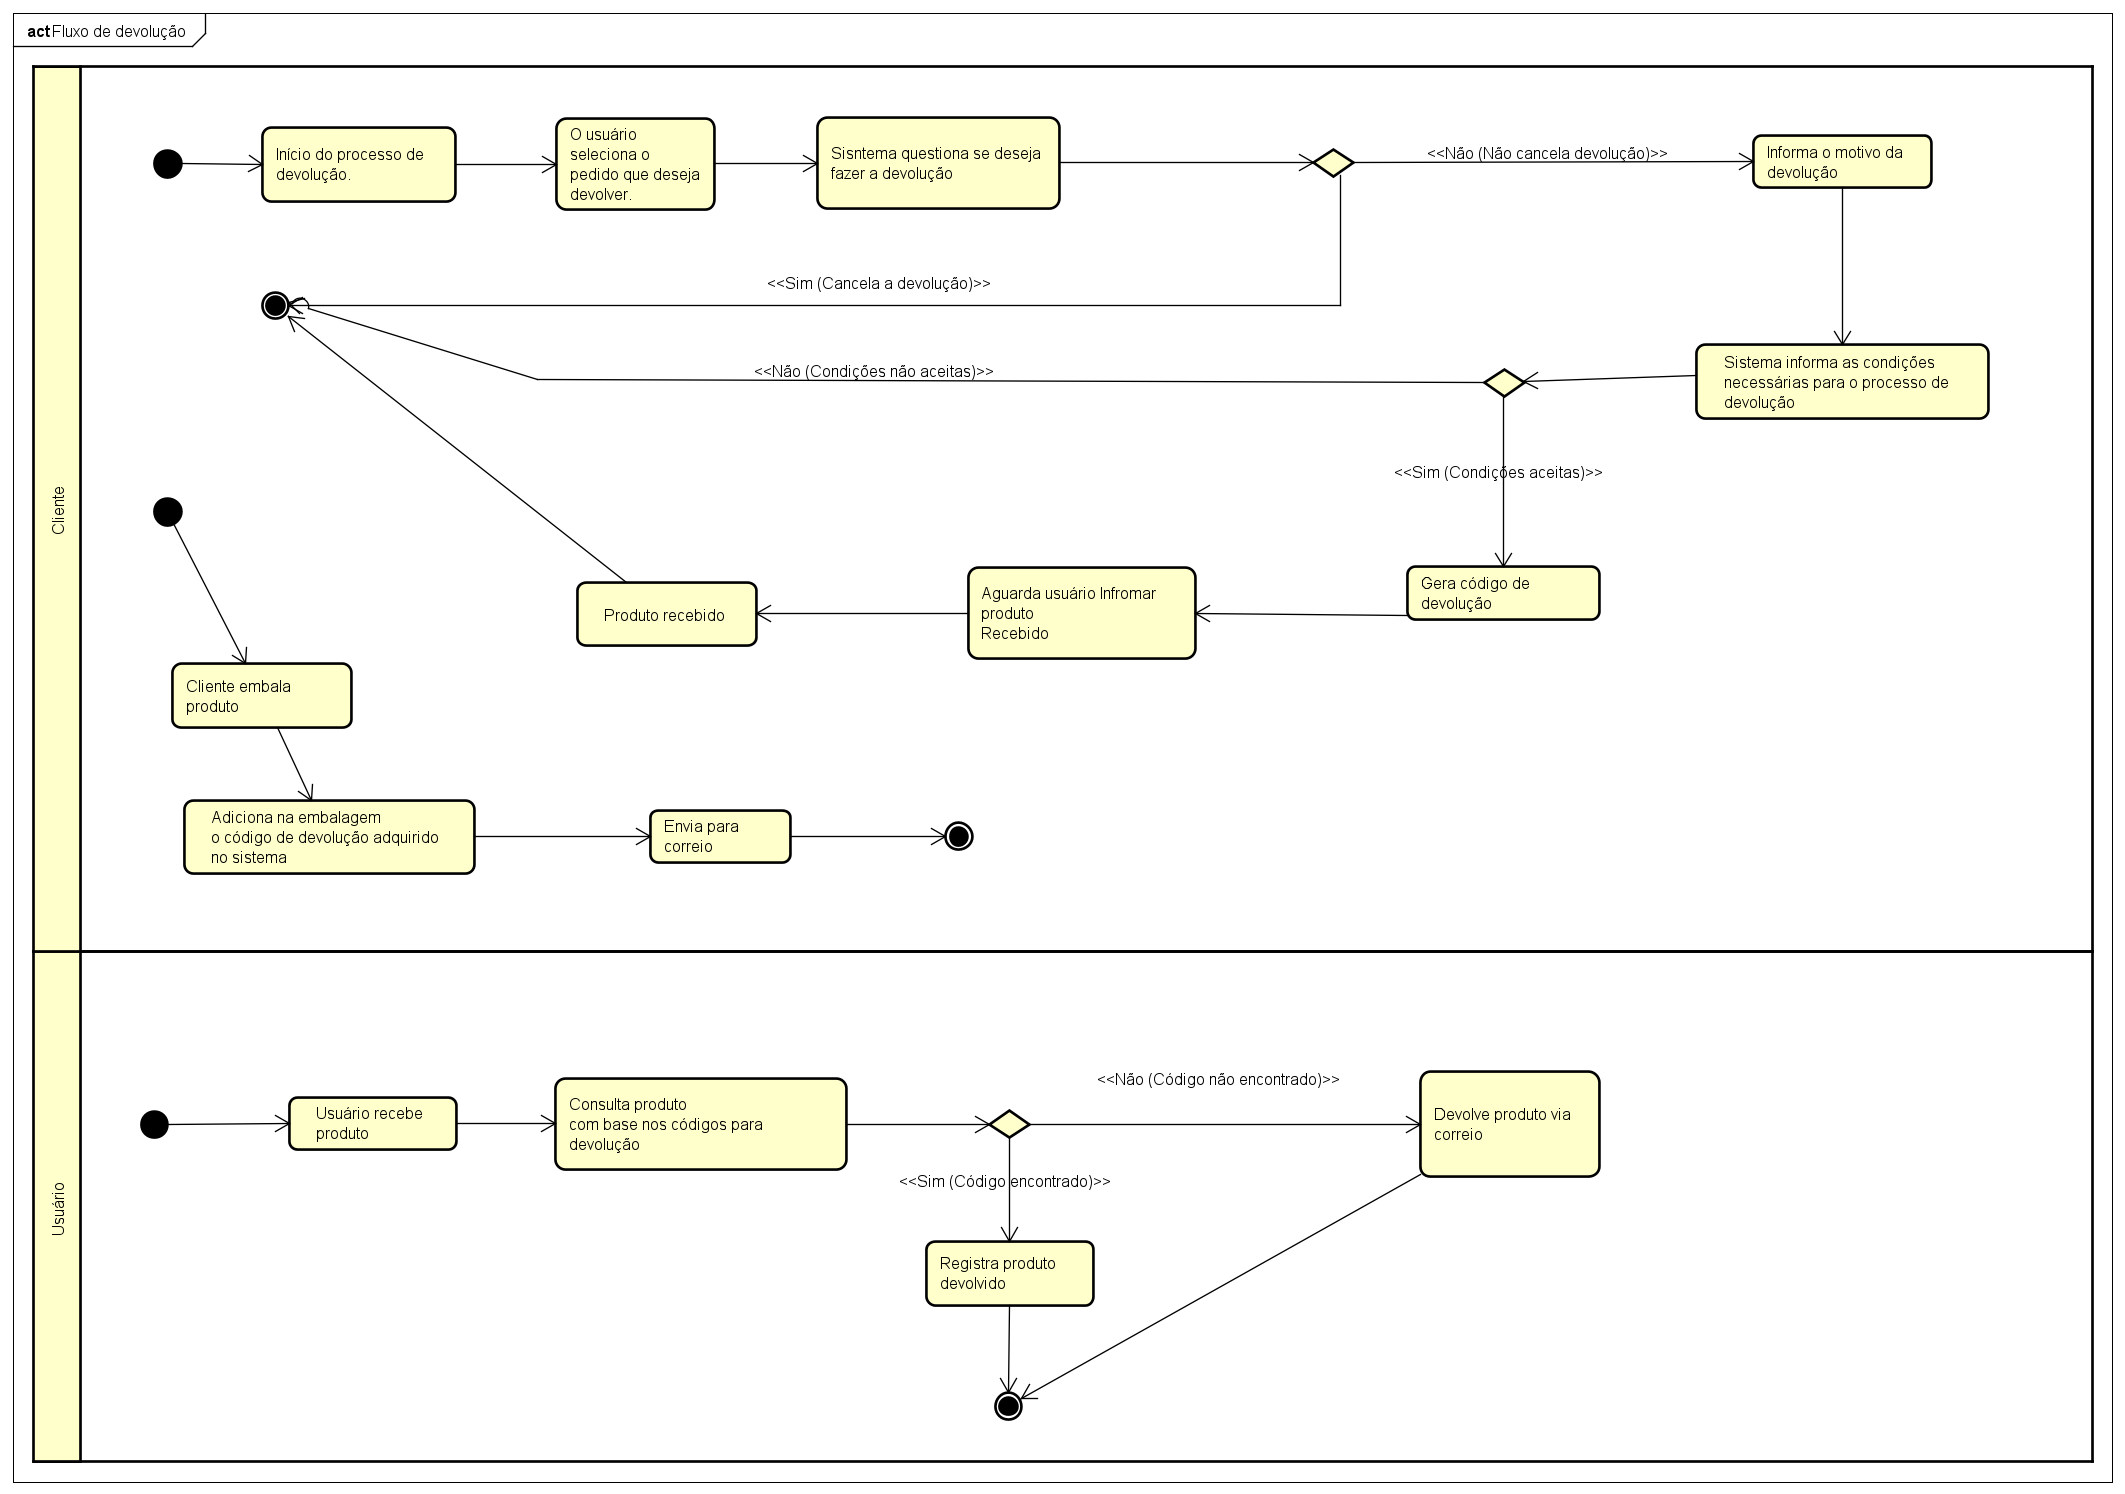 act Fluxo de devolução
Cliente
Início do processo de
devolução.
O usuário
seleciona o
pedido que deseja
devolver.
Sisntema questiona se deseja
fazer a devolução
<<Não (Não cancela devolução)>>
Informa o motivo da
devolução
<<Sim (Cancela a devolução)>>
<<Não (Condições não aceitas)>>
Sistema informa as condições
necessárias para o processo de
devolução
<<Sim (Condições aceitas)>>
Gera código de
devolução
Aguarda usuário Infromar
produto
Recebido
Produto recebido
Cliente embala
produto
Adiciona na embalagem
o código de devolução adquirido
no sistema
Envia para
correio
Usuário
Usuário recebe
produto
Consulta produto
com base nos códigos para
devolução
<<Não (Código não encontrado)>>
Devolve produto via
correio
<<Sim (Código encontrado)>>
Registra produto
devolvido